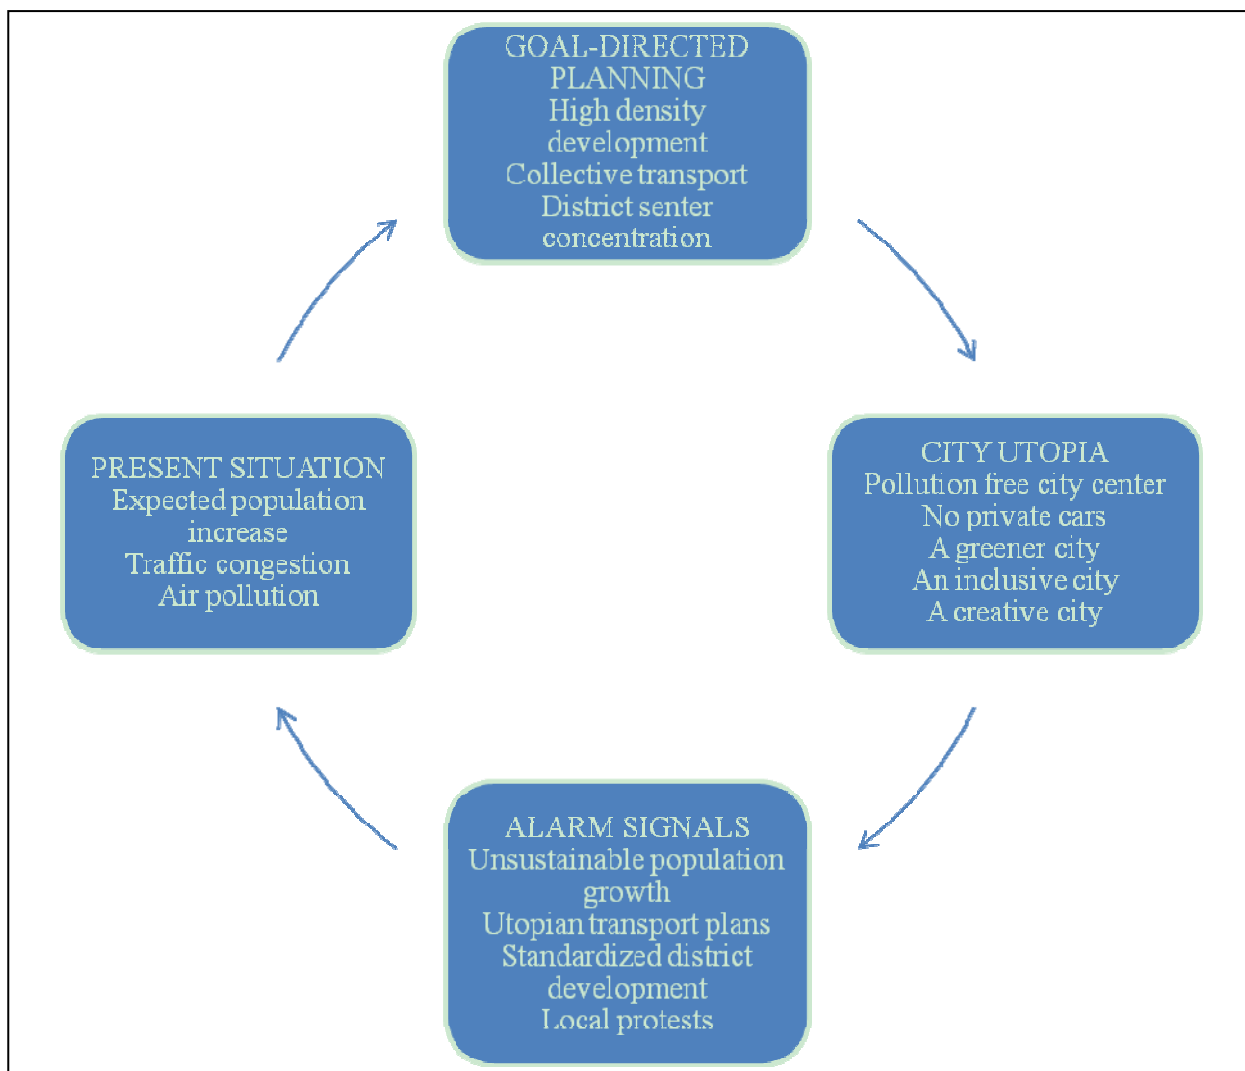 GOAL-DIRECTED
PLANNING
High density
development
Collective transport
District senter
concentration
PRESENT SITUATION
Expected population
increase
Traffic congestion
Air pollution
CITY UTOPIA
Pollution free city center
No private cars
A greener city
An inclusive city
A creative city
ALARM SIGNALS
Unsustainable population
growth
Utopian transport plans
Standardized district
development
Local protests